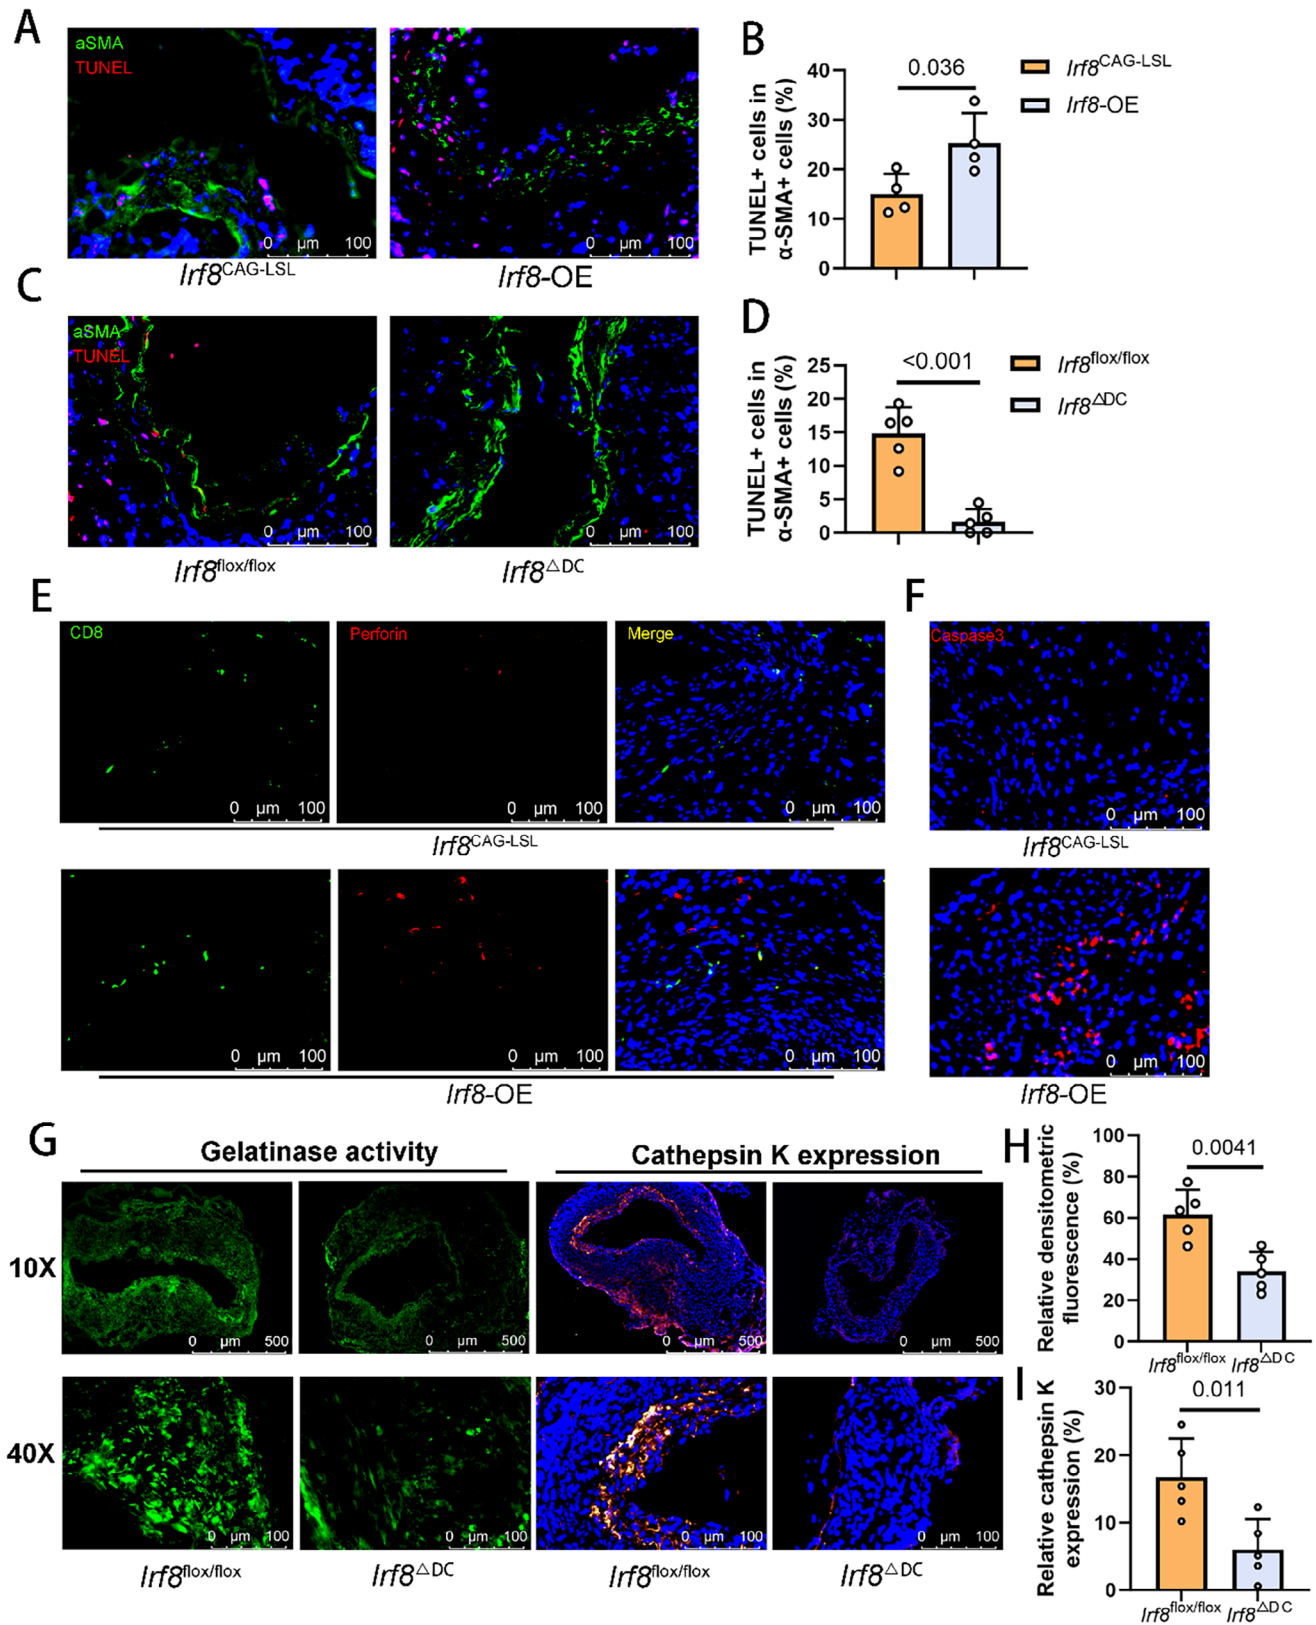 A
aSMA
TUNEL
0 μm 100
0 μm 100
Irf8CAG-LSL
Irf8-OE
B
TUNEL+ cells in
α-SMA+ cells (%)
40
30
20
10
0
0.036
Irf8CAG-LSL
Irf8-OE
C
aSMA
TUNEL
0 μm 100
0 μm 100
Irf8flox/flox
Irf8△DC
D
TUNEL+ cells in
α-SMA+ cells (%)
25
20
15
10
5
0
<0.001
Irf8flox/flox
Irf8△DC
E
CD8
Perforin
Merge
0 μm 100
0 μm 100
0 μm 100
Irf8CAG-LSL
0 μm 100
0 μm 100
0 μm 100
Irf8-OE
F
Caspase3
0 μm 100
Irf8CAG-LSL
0 μm 100
Irf8-OE
G
Gelatinase activity
Cathepsin K expression
10X
0 μm 500
0 μm 500
0 μm 500
0 μm 500
40X
0 μm 100
0 μm 100
0 μm 100
0 μm 100
Irf8flox/flox
Irf8△DC
Irf8flox/flox
Irf8△DC
H
Relative densitometric
fluorescence (%)
100
80
60
40
20
0
0.0041
Irf8flox/flox
Irf8△DC
I
Relative cathepsin K
expression (%)
30
20
10
0
0.011
Irf8flox/flox
Irf8△DC